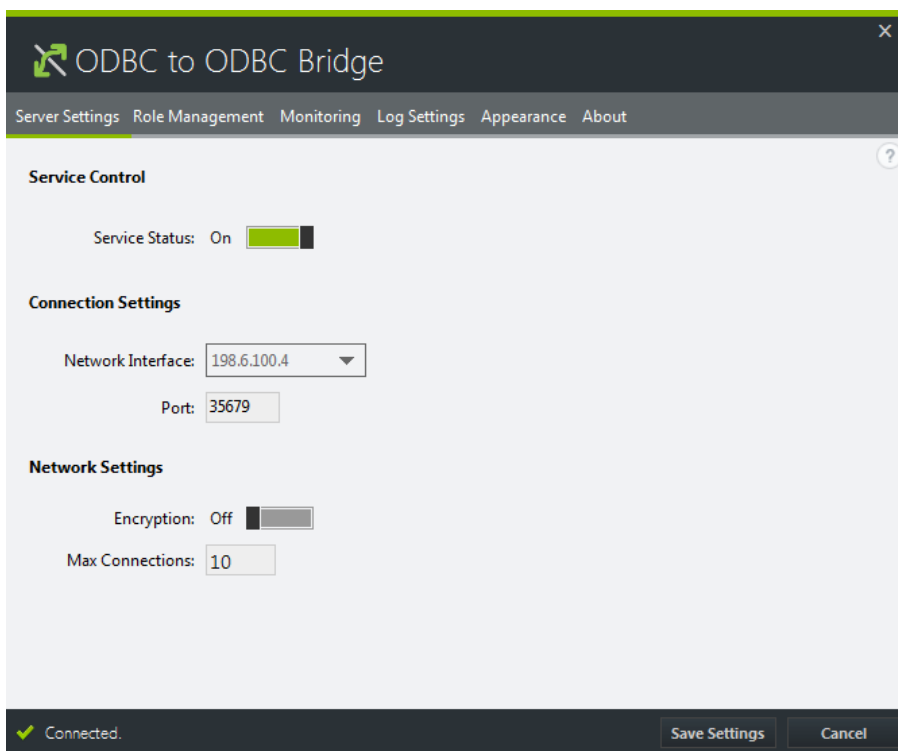 ODBC to ODBC Bridge
Server Settings Role Management Monitoring Log Settings Appearance About
?
Service Control
Service Status: On
Connection Settings
Network Interface: 198.6.100.4
Port: 35679
Network Settings
Encryption: Off
Max Connections: 10
Connected. Save Settings Cancel